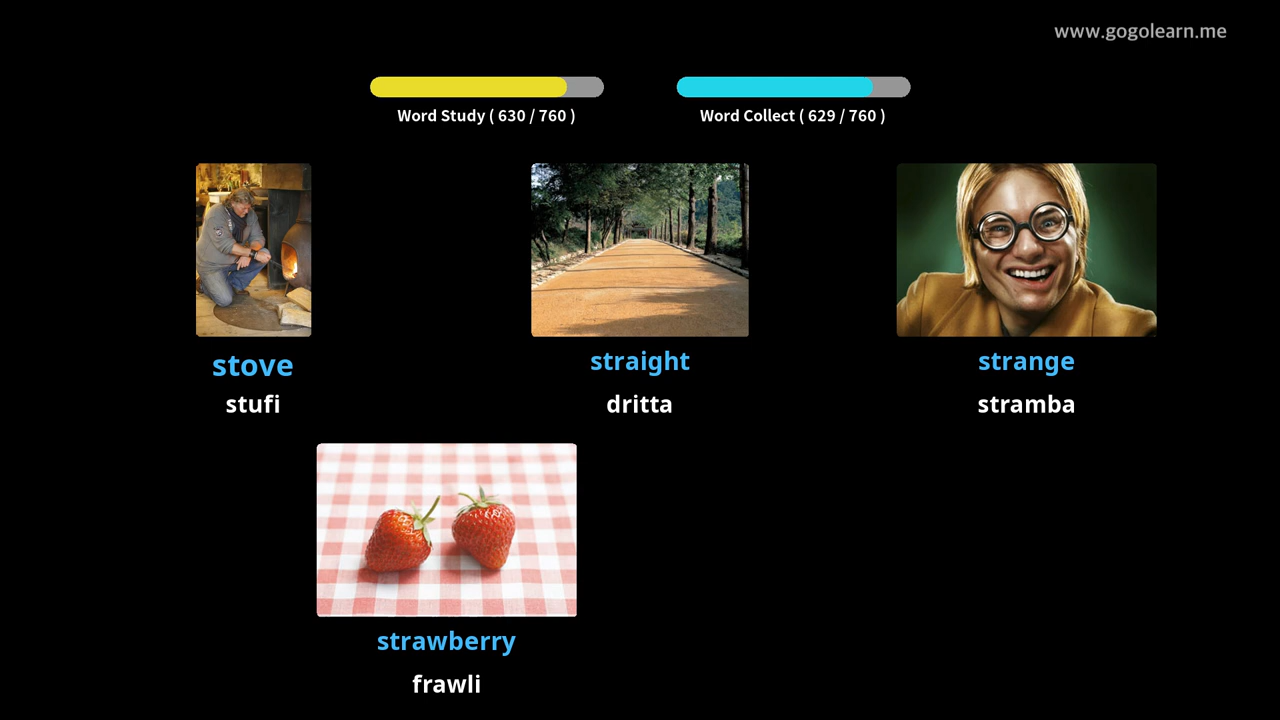 www.gogolearn.me
Word Study ( 630 / 760 )
Word Collect ( 629 / 760 )
stove
stufi
straight
dritta
strange
stramba
strawberry
frawli